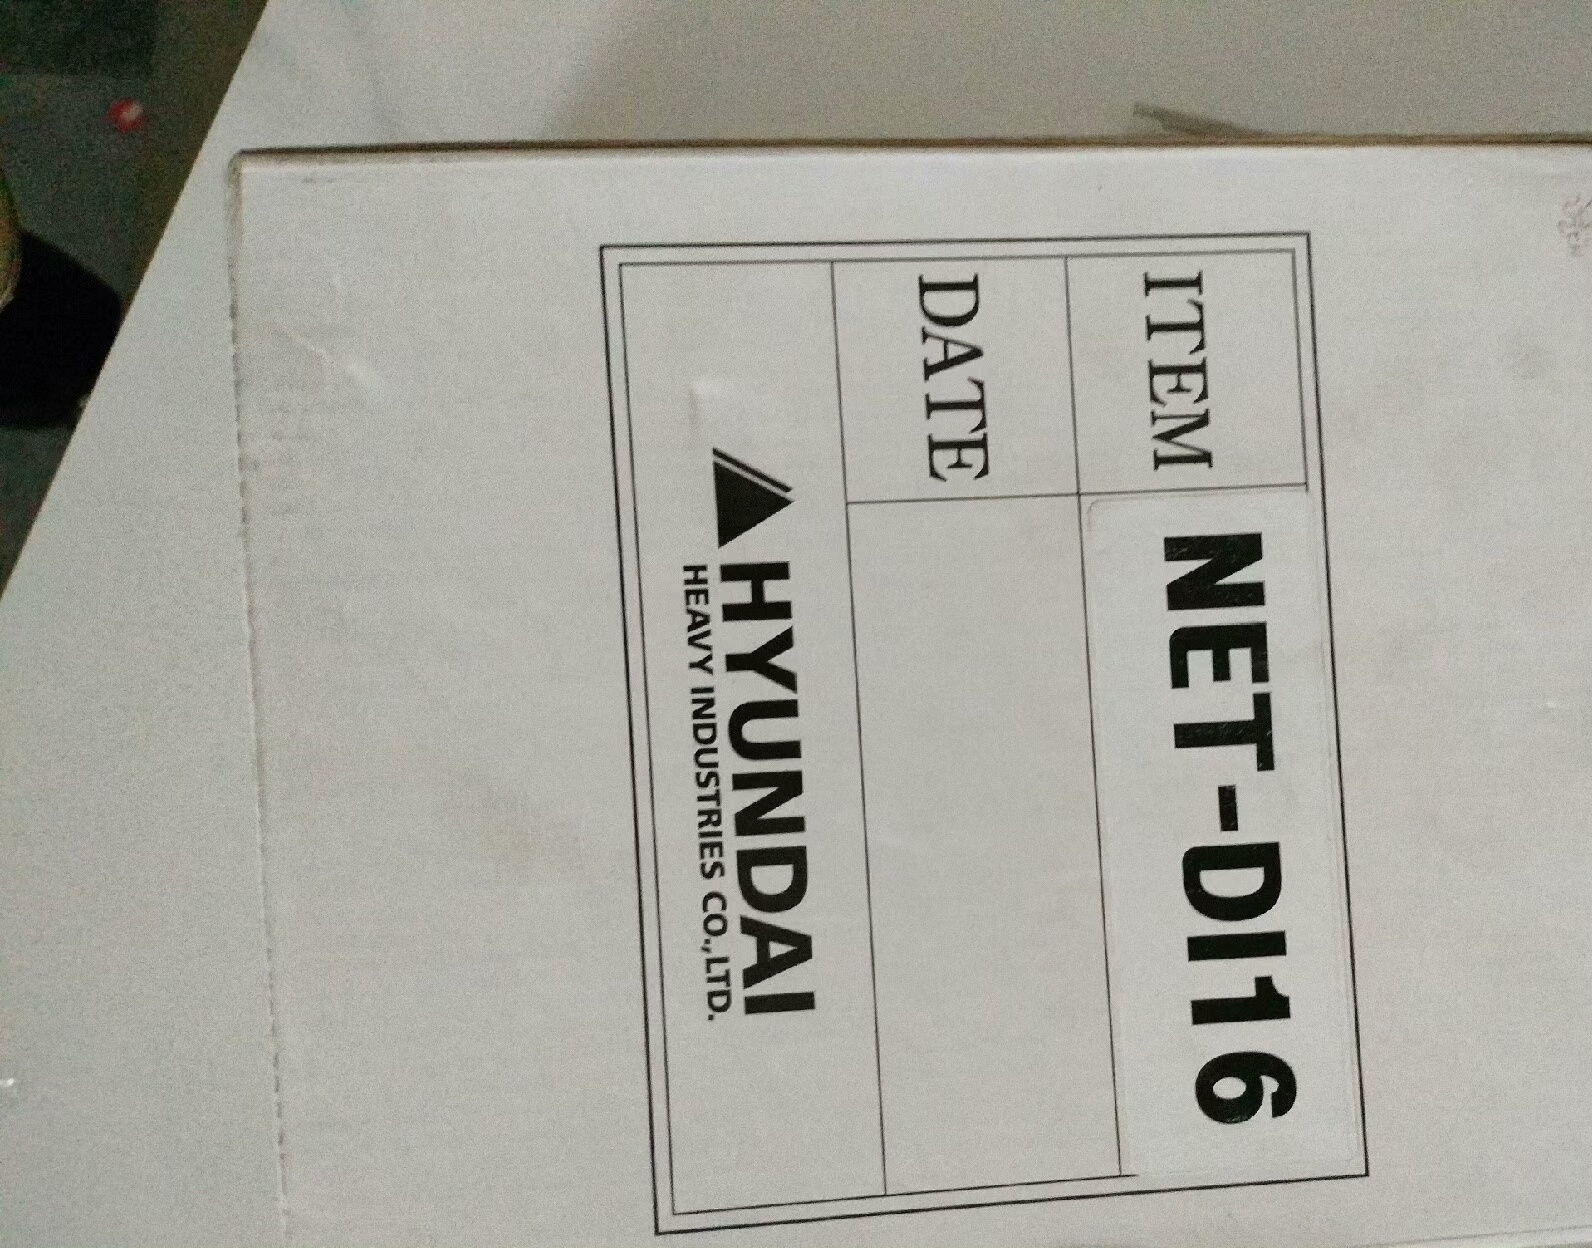 ITEM NET-DI16
DATE
HYUNDAI
HEAVY INDUSTRIES CO.,LTD.